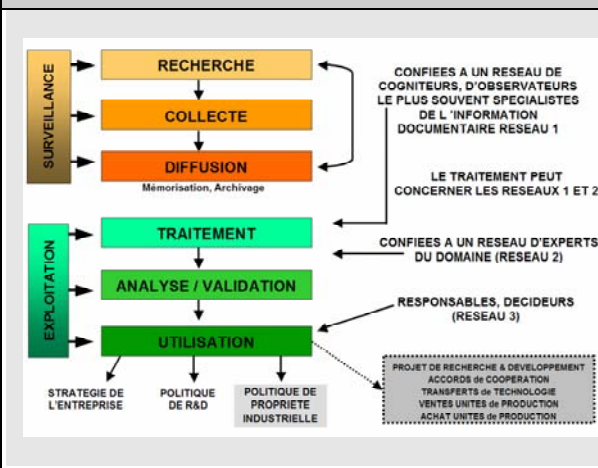 SURVEILLANCE
RECHERCHE
COLLECTE
DIFFUSION
Mémorisation, Archivage
CONFIEES A UN RESEAU DE
COGNITEURS, D'OBSERVATEURS
LE PLUS SOUVENT SPECIALISTES
DE L 'INFORMATION
DOCUMENTAIRE RESEAU 1
LE TRAITEMENT PEUT
CONCERNER LES RESEAUX 1 ET 2
EXPLOITATION
TRAITEMENT
ANALYSE / VALIDATION
UTILISATION
CONFIEES A UN RESEAU D'EXPERTS
DU DOMAINE (RESEAU 2)
RESPONSABLES, DECIDEURS
(RESEAU 3)
STRATEGIE DE
L'ENTREPRISE
POLITIQUE
DE R&D
POLITIQUE DE
PROPRIETE
INDUSTRIELLE
PROJET DE RECHERCHE & DEVELOPPEMENT
ACCORDS de COOPERATION
TRANSFERTS de TECHNOLOGIE
VENTES UNITES de PRODUCTION
ACHAT UNITES de PRODUCTION